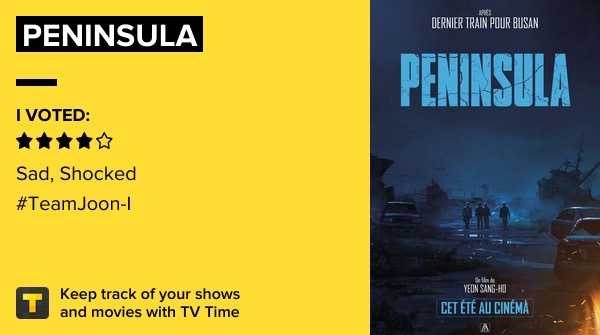 PENINSULA
I VOTED:
Sad, Shocked
#TeamJoon-I
T
Keep track of your shows
and movies with TV Time
APRÈS
DERNIER TRAIN POUR BUSAN
PENINSULA
Un film de
YEON SANG-HO
CET ÉTÉ AU CINÉMA